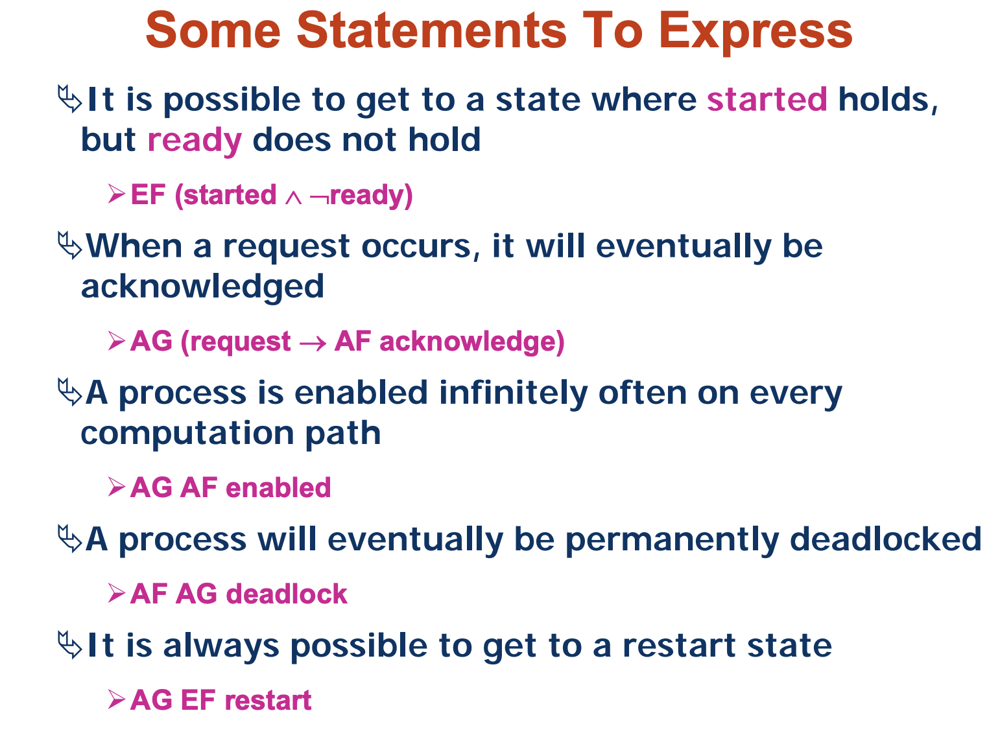 Some Statements To Express
It is possible to get to a state where started holds,
but ready does not hold
EF (started ∧ ¬ready)
When a request occurs, it will eventually be
acknowledged
AG (request → AF acknowledge)
A process is enabled infinitely often on every
computation path
AG AF enabled
A process will eventually be permanently deadlocked
AF AG deadlock
It is always possible to get to a restart state
AG EF restart